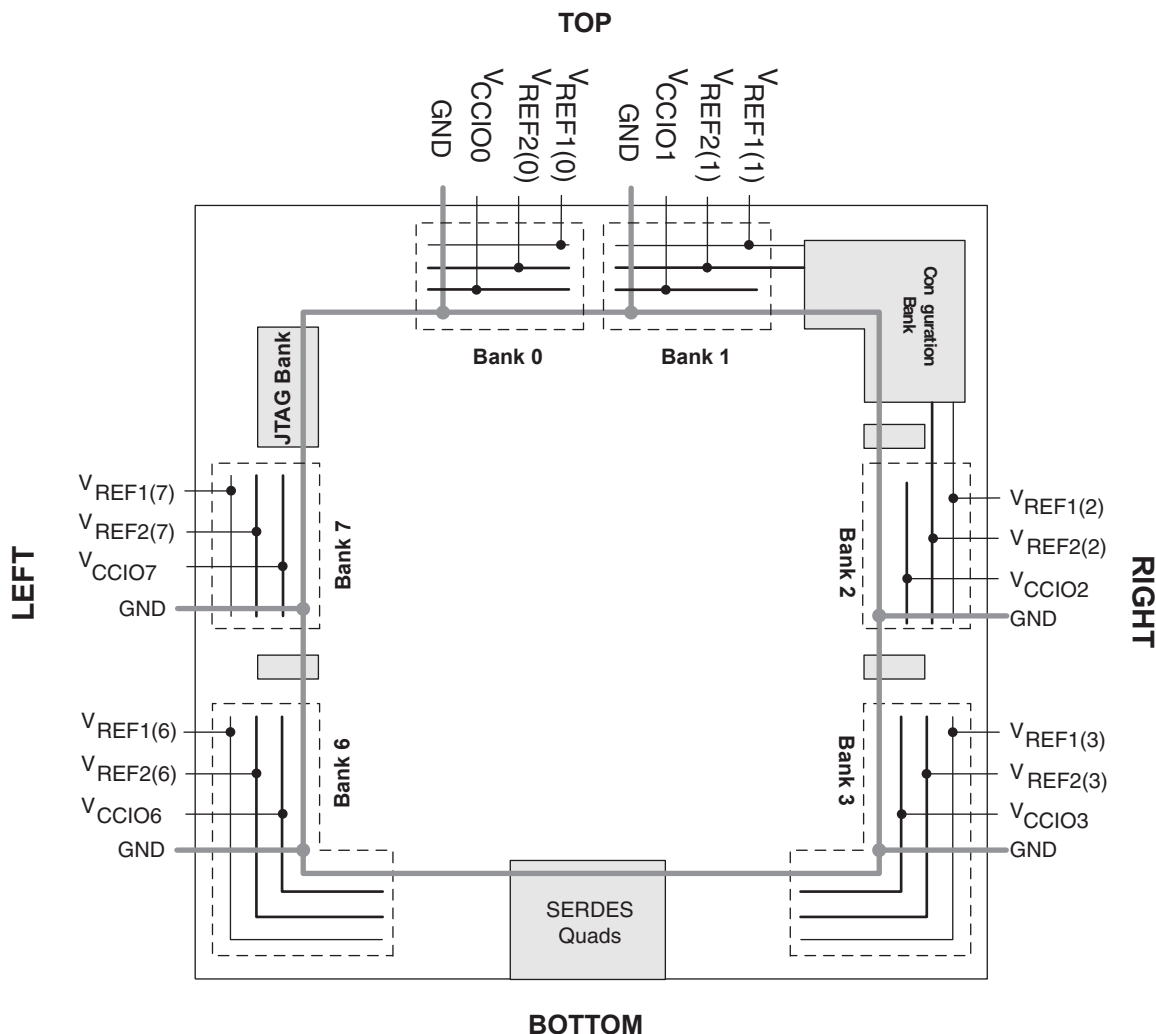 TOP
GND
VCCIO0
VREF2(0)
VREF1(0)
GND
VCCIO1
VREF2(1)
VREF1(1)
Con guration
Bank
Bank 0
Bank 1
JTAG Bank
VREF1(7)
VREF2(7)
VCCIO7
GND
Bank 7
LEFT
VREF1(2)
VREF2(2)
VCCIO2
GND
Bank 2
RIGHT
VREF1(6)
VREF2(6)
VCCIO6
GND
Bank 6
VREF1(3)
VREF2(3)
VCCIO3
GND
Bank 3
SERDES
Quads
BOTTOM